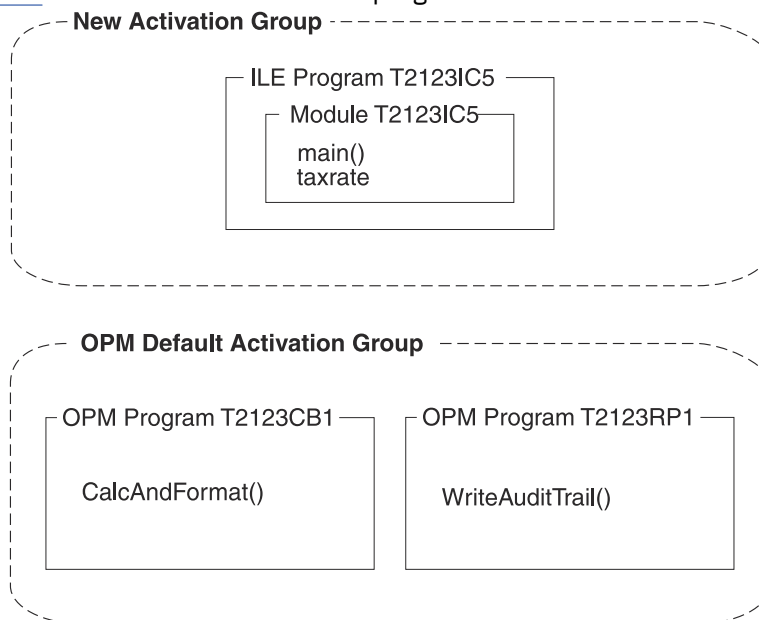 New Activation Group
ILE Program T2123IC5
Module T2123IC5
main()
taxrate
OPM Default Activation Group
OPM Program T2123CB1
OPM Program T2123RP1
CalcAndFormat()
WriteAuditTrail()